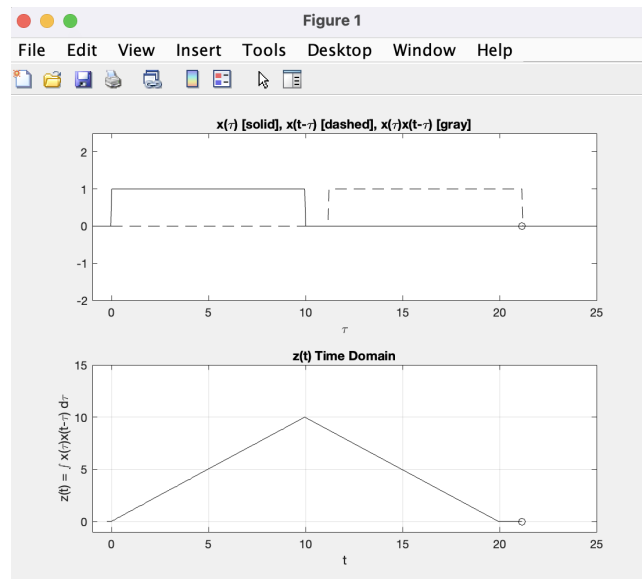 Figure 1
File Edit View Insert Tools Desktop Window Help
x(τ) [solid], x(t-τ) [dashed], x(τ)x(t-τ) [gray]
2
1
0
-1
-2
0 5 10 15 20 25
τ
z(t) Time Domain
z(t) = ∫ x(τ)x(t-τ) dτ
15
10
5
0
0 5 10 15 20 25
t